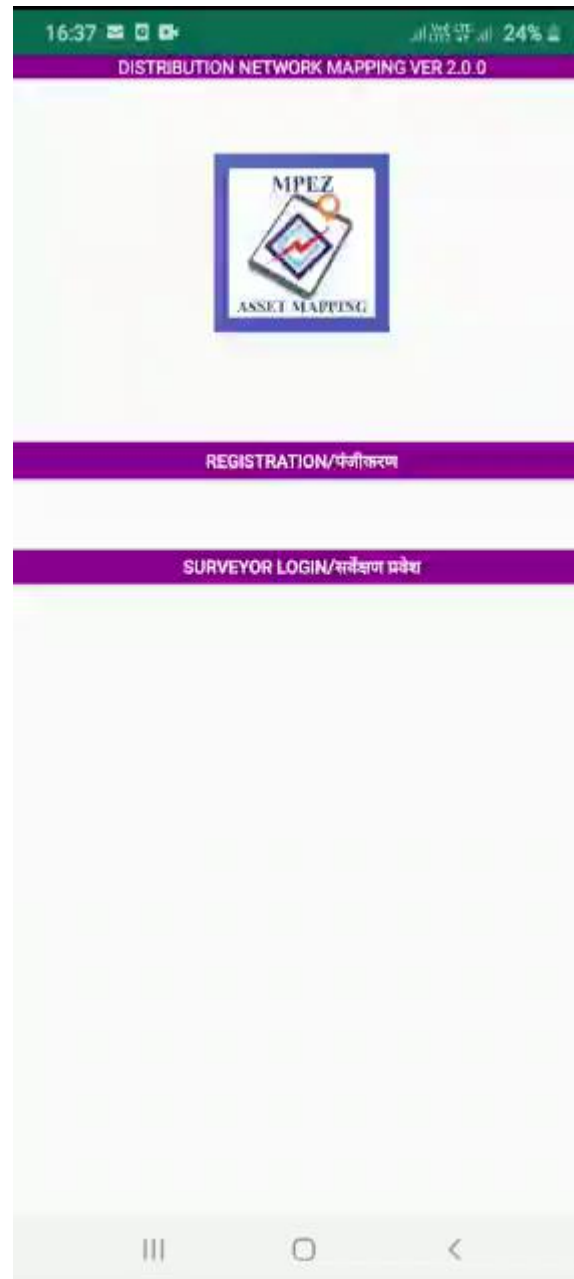 16:37 24%
DISTRIBUTION NETWORK MAPPING VER 2.0.0
MPEZ
ASSET MAPPING
REGISTRATION/पंजीकरण
SURVEYOR LOGIN/सर्वेक्षण प्रवेश